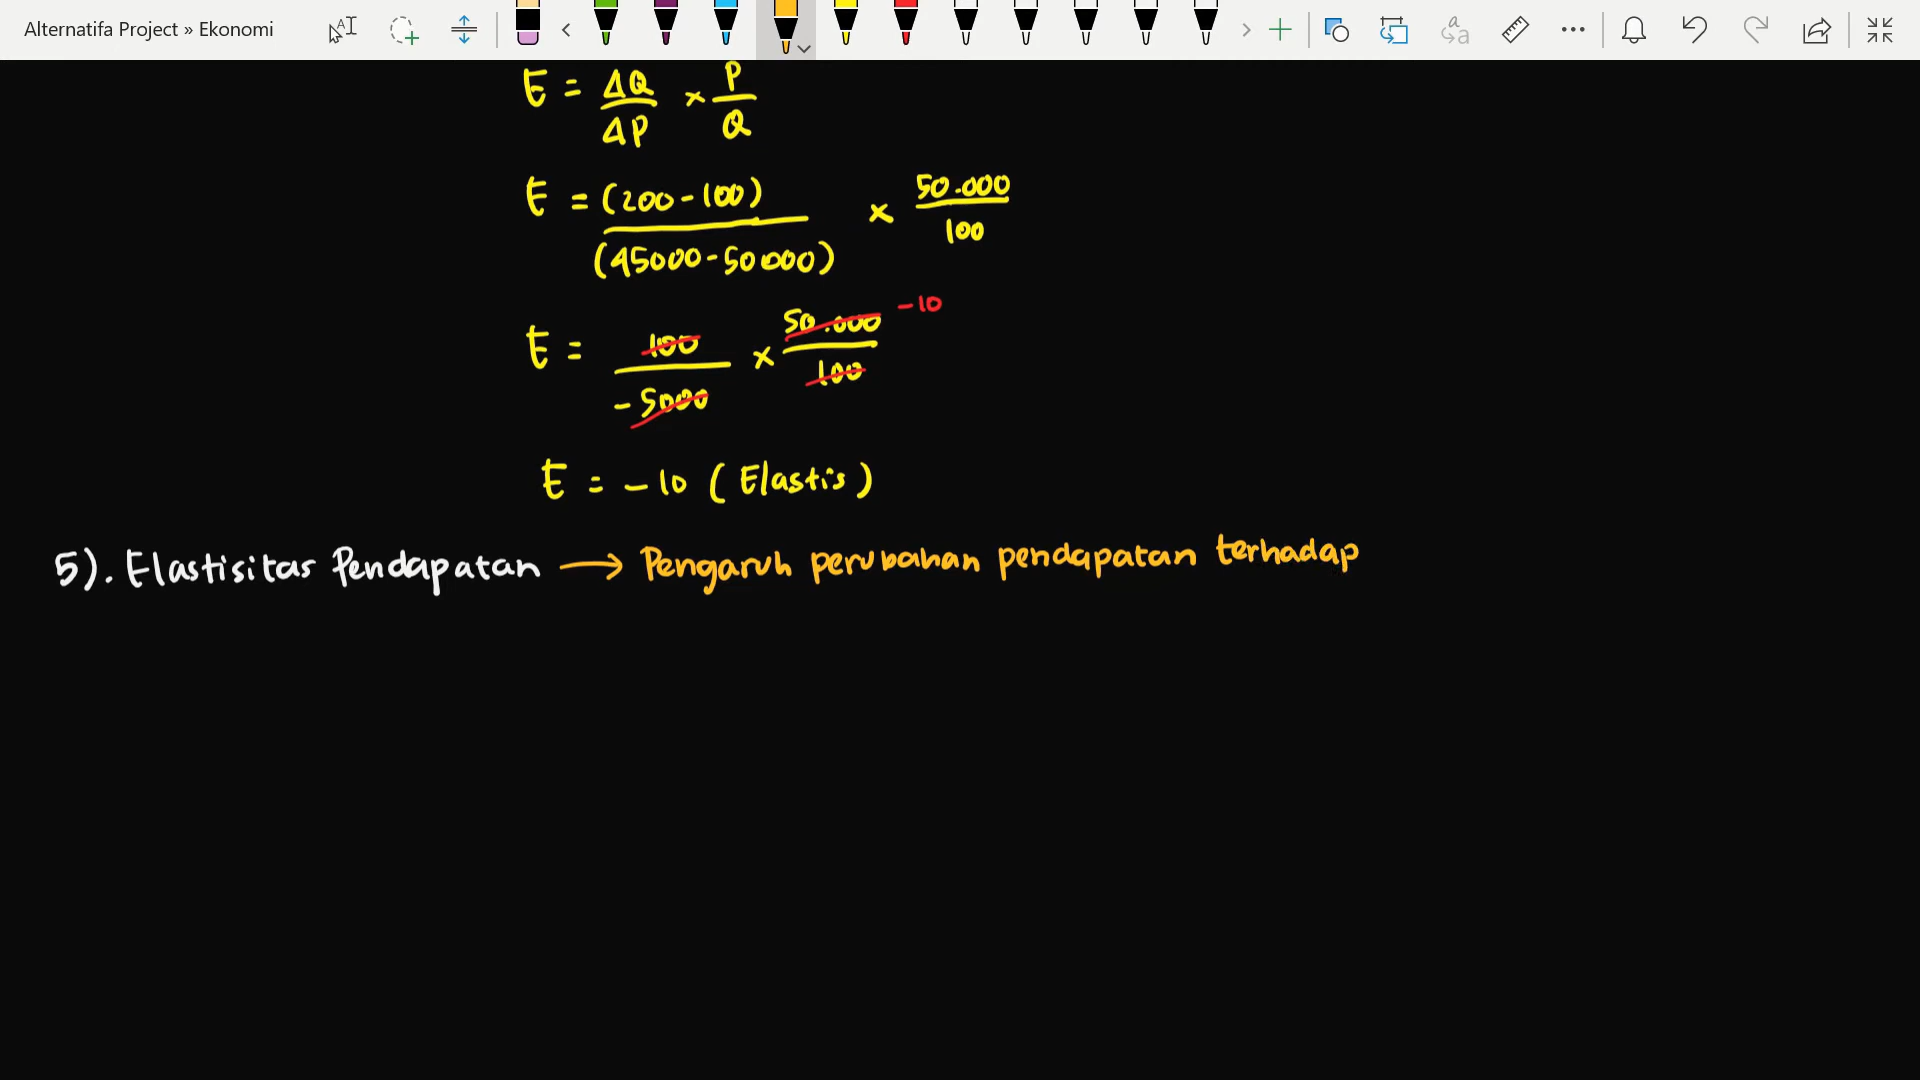 Alternatifa Project » Ekonomi
E = ΔQ/ΔP × P/Q
E = (200-100)/(45000-50000) × 50.000/100
E = 100/-5000 × 50.000/100 -10
E = -10 (Elastis)
5). Elastisitas Pendapatan → Pengaruh perubahan pendapatan terhadap